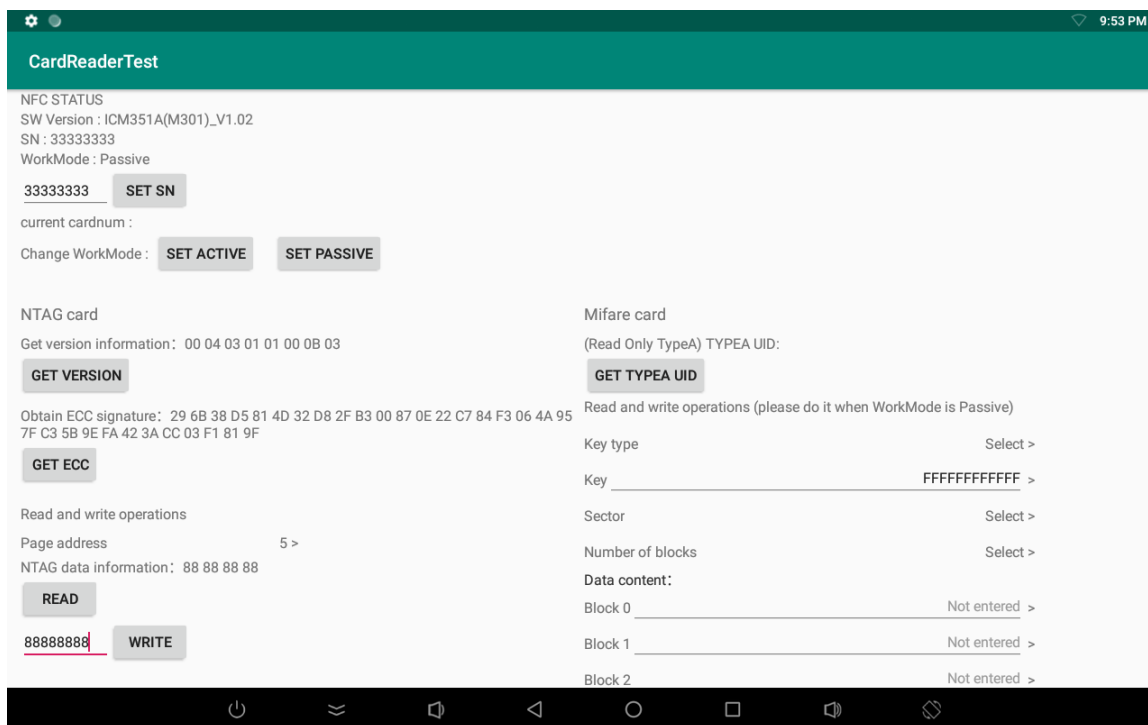 9:53 PM
CardReaderTest
NFC STATUS
SW Version : ICM351A(M301)_V1.02
SN : 33333333
WorkMode : Passive
33333333 SET SN
current cardnum :
Change WorkMode : SET ACTIVE SET PASSIVE
NTAG card
Get version information：00 04 03 01 01 00 0B 03
GET VERSION
Obtain ECC signature：29 6B 38 D5 81 4D 32 D8 2F B3 00 87 0E 22 C7 84 F3 06 4A 95
7F C3 5B 9E FA 42 3A CC 03 F1 81 9F
GET ECC
Read and write operations
Page address 5 >
NTAG data information：88 88 88 88
READ
88888888 WRITE
Mifare card
(Read Only TypeA) TYPEA UID:
GET TYPEA UID
Read and write operations (please do it when WorkMode is Passive)
Key type Select >
Key FFFFFFFFFFFF >
Sector Select >
Number of blocks Select >
Data content：
Block 0 Not entered >
Block 1 Not entered >
Block 2 Not entered >